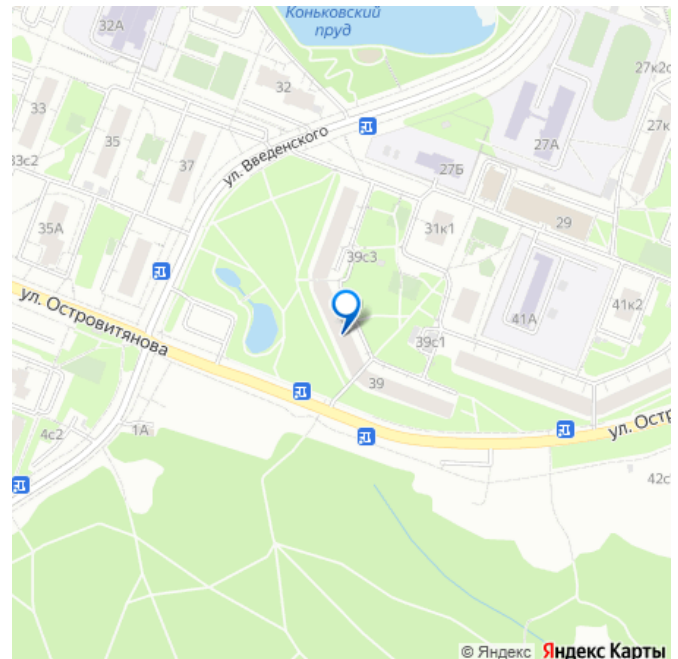 Коньковский
пруд
32А
32
27к2с
33
35
37
33с2
ул. Введенского
27А
27к
27Б
35А
31к1
29
39с3
41к2
41А
ул. Островитянова
39с1
39
4с2
1А
ул. Остр
42с
© Яндекс Яндекс Карты